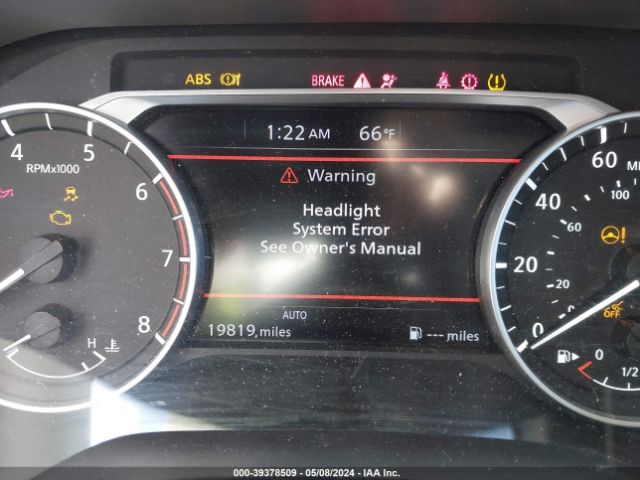 ABS BRAKE
1:22 AM 66°F
4 5 6 7 8
RPMx1000
Warning
Headlight
System Error
See Owner's Manual
AUTO
19819 miles --- miles
H
60 40 20 0
100 60 20 0
OFF
0 1/2
000-39378509 - 05/08/2024 - IAA Inc.